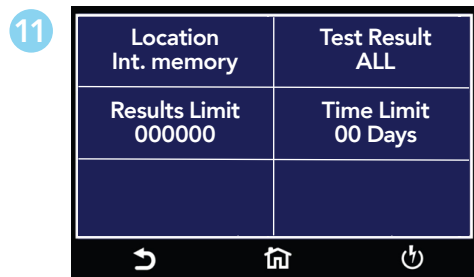 11
Location
Int. memory
Test Result
ALL
Results Limit
000000
Time Limit
00 Days